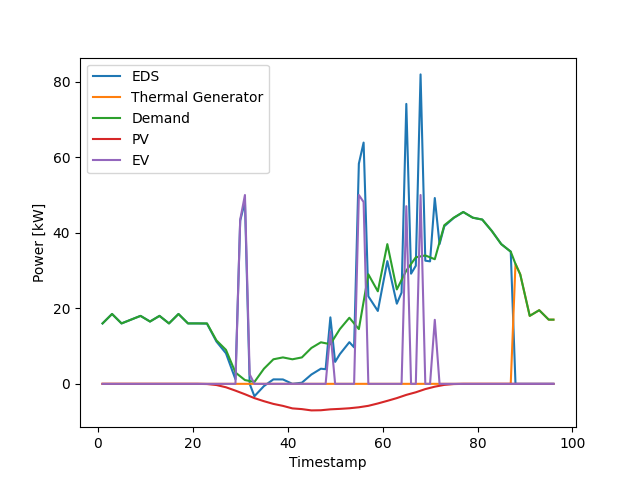 EDS
Thermal Generator
Demand
PV
EV
Power [kW]
80
60
40
20
0
0 20 40 60 80 100
Timestamp